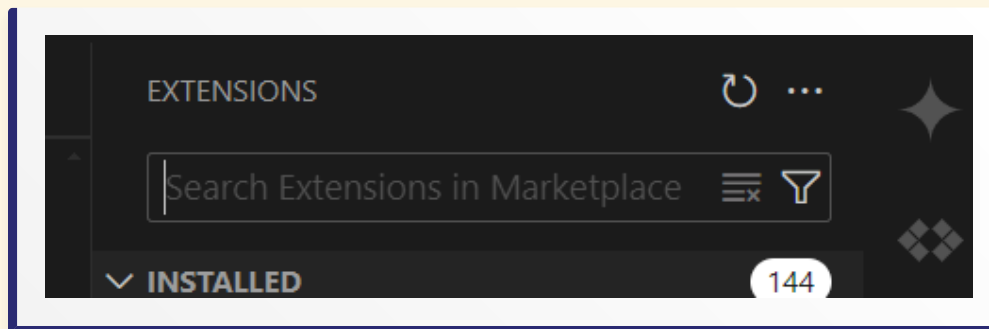 EXTENSIONS
Search Extensions in Marketplace
INSTALLED 144